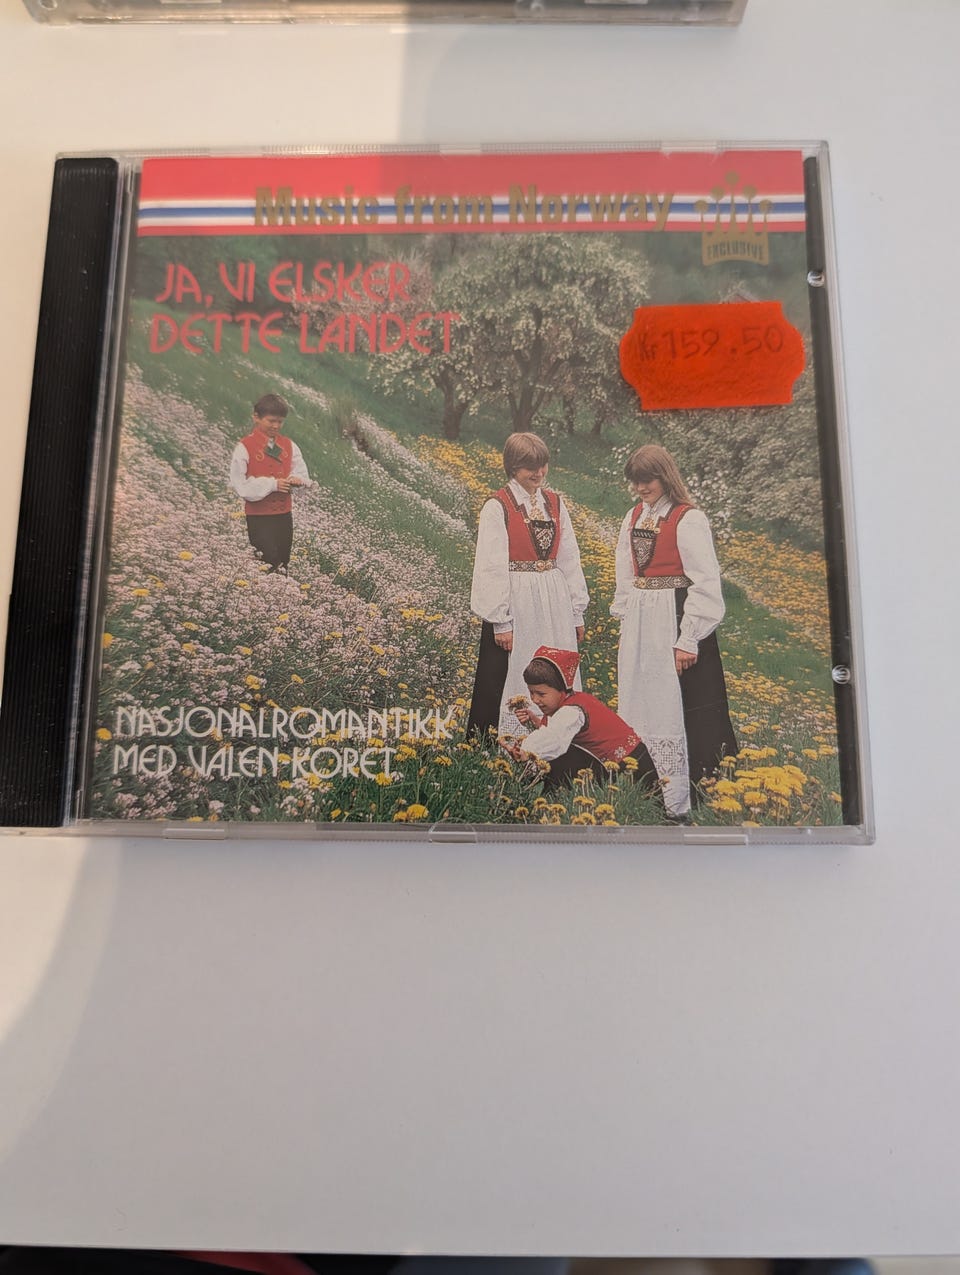 Music from Norway
EXCLUSIVE
JA, VI ELSKER
DETTE LANDET
Kr 159.50
NASJONALROMANTIKK
MED VALEN-KORET